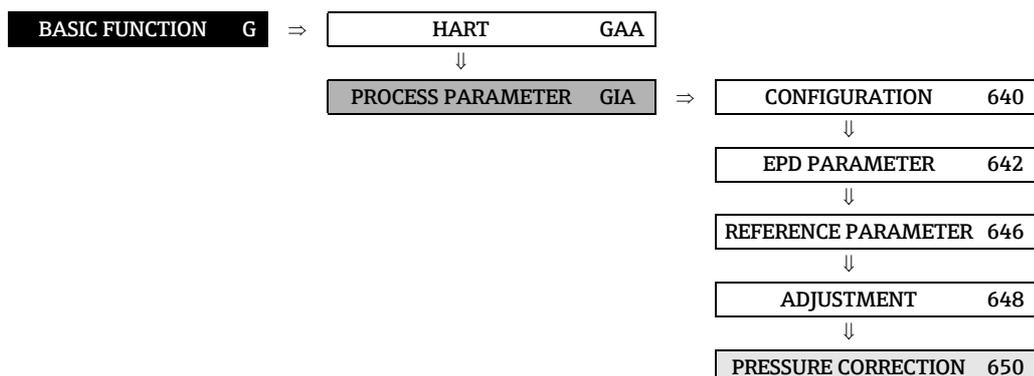 BASIC FUNCTION G ⇒ HART GAA
⇓
PROCESS PARAMETER GIA ⇒ CONFIGURATION 640
⇓
EPD PARAMETER 642
⇓
REFERENCE PARAMETER 646
⇓
ADJUSTMENT 648
⇓
PRESSURE CORRECTION 650